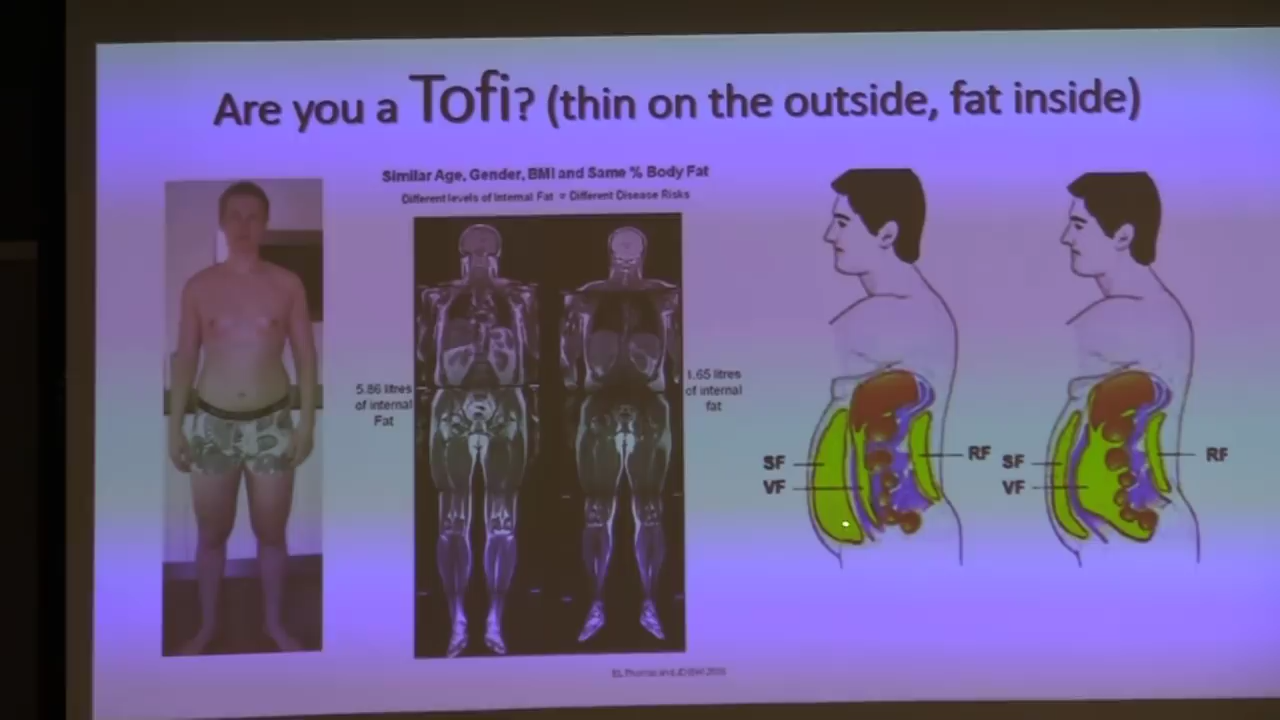 Are you a Tofi? (thin on the outside, fat inside)
Similar Age, Gender, BMI and Same % Body Fat
Different levels of Internal Fat = Different Disease Risks
5.86 litres
of internal
Fat
1.65 litres
of internal
fat
SF
VF
RF
SF
VF
RF